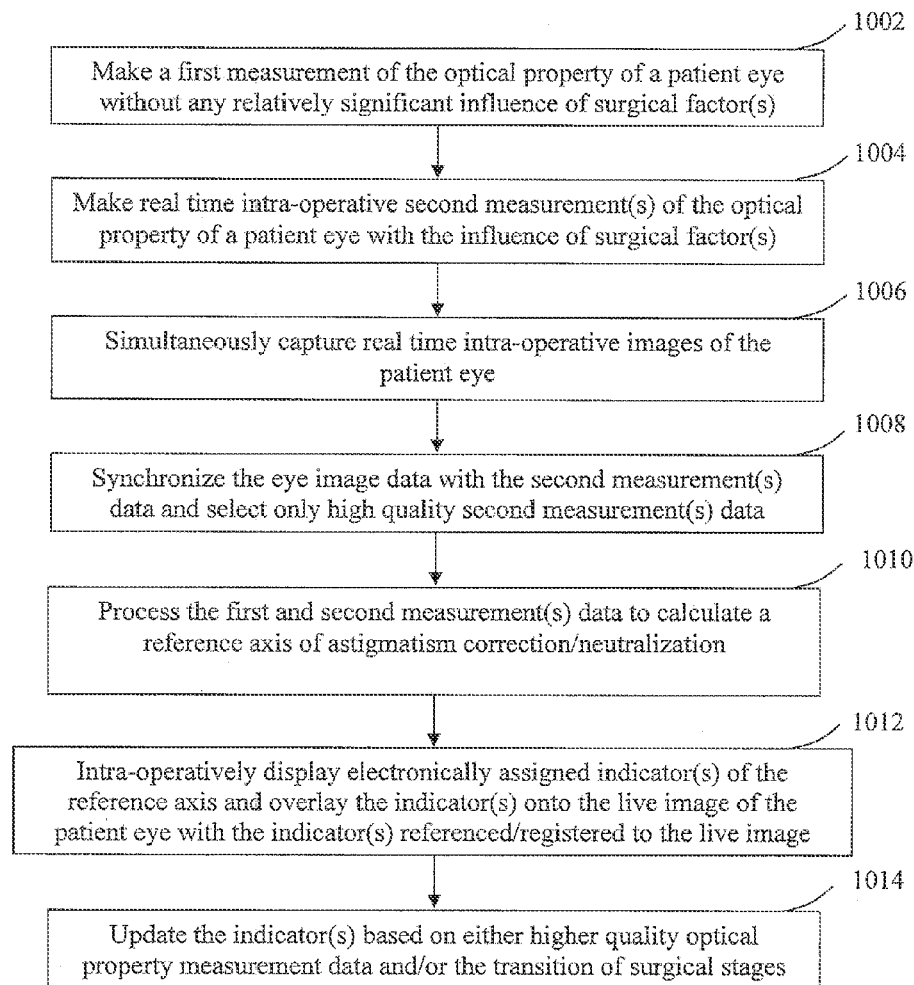 1002
Make a first measurement of the optical property of a patient eye
without any relatively significant influence of surgical factor(s)
1004
Make real time intra-operative second measurement(s) of the optical
property of a patient eye with the influence of surgical factor(s)
1006
Simultaneously capture real time intra-operative images of the
patient eye
1008
Synchronize the eye image data with the second measurement(s)
data and select only high quality second measurement(s) data
1010
Process the first and second measurement(s) data to calculate a
reference axis of astigmatism correction/neutralization
1012
Intra-operatively display electronically assigned indicator(s) of the
reference axis and overlay the indicator(s) onto the live image of the
patient eye with the indicator(s) referenced/registered to the live image
1014
Update the indicator(s) based on either higher quality optical
property measurement data and/or the transition of surgical stages